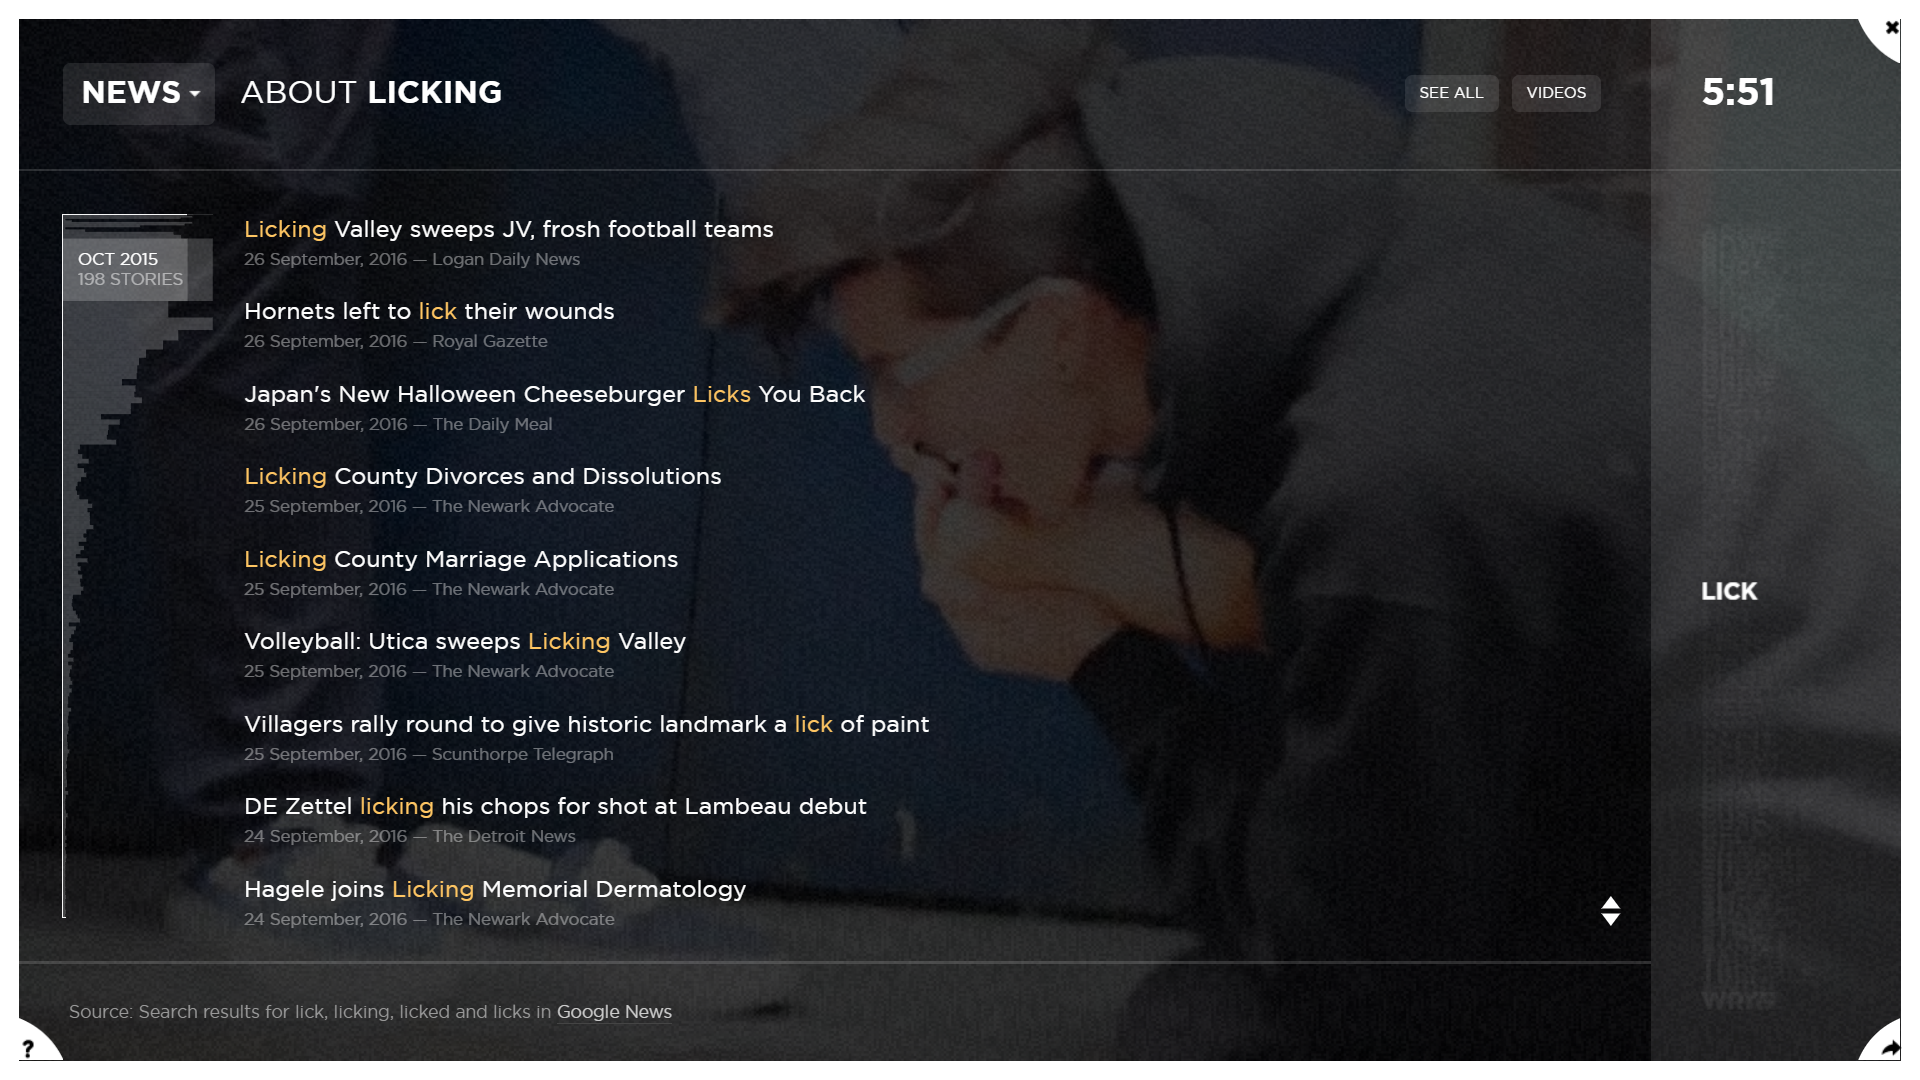 NEWS ABOUT LICKING
SEE ALL
VIDEOS
5:51
OCT 2015
198 STORIES
Licking Valley sweeps JV, frosh football teams
26 September, 2016 — Logan Daily News
Hornets left to lick their wounds
26 September, 2016 — Royal Gazette
Japan's New Halloween Cheeseburger Licks You Back
26 September, 2016 — The Daily Meal
Licking County Divorces and Dissolutions
25 September, 2016 — The Newark Advocate
Licking County Marriage Applications
25 September, 2016 — The Newark Advocate
Volleyball: Utica sweeps Licking Valley
25 September, 2016 — The Newark Advocate
Villagers rally round to give historic landmark a lick of paint
25 September, 2016 — Scunthorpe Telegraph
DE Zettel licking his chops for shot at Lambeau debut
24 September, 2016 — The Detroit News
Hagele joins Licking Memorial Dermatology
24 September, 2016 — The Newark Advocate
LICK
Source: Search results for lick, licking, licked and licks in Google News
?